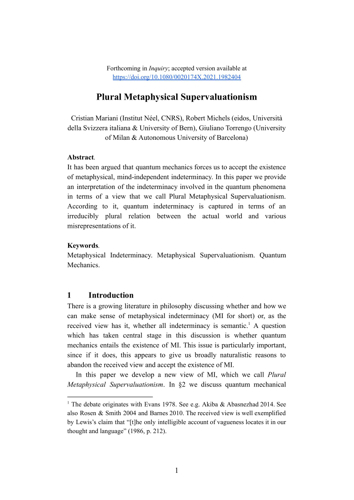 Forthcoming in Inquiry; accepted version available at
https://doi.org/10.1080/0020174X.2021.1982404
Plural Metaphysical Supervaluationism
Cristian Mariani (Institut Néel, CNRS), Robert Michels (eidos, Università
della Svizzera italiana & University of Bern), Giuliano Torrengo (University
of Milan & Autonomous University of Barcelona)
Abstract.
It has been argued that quantum mechanics forces us to accept the existence
of metaphysical, mind-independent indeterminacy. In this paper we provide
an interpretation of the indeterminacy involved in the quantum phenomena
in terms of a view that we call Plural Metaphysical Supervaluationism.
According to it, quantum indeterminacy is captured in terms of an
irreducibly plural relation between the actual world and various
misrepresentations of it.
Keywords.
Metaphysical Indeterminacy. Metaphysical Supervaluationism. Quantum
Mechanics.
1 Introduction
There is a growing literature in philosophy discussing whether and how we
can make sense of metaphysical indeterminacy (MI for short) or, as the
received view has it, whether all indeterminacy is semantic.¹ A question
which has taken central stage in this discussion is whether quantum
mechanics entails the existence of MI. This issue is particularly important,
since if it does, this appears to give us broadly naturalistic reasons to
abandon the received view and accept the existence of MI.
In this paper we develop a new view of MI, which we call Plural
Metaphysical Supervaluationism. In §2 we discuss quantum mechanical
¹ The debate originates with Evans 1978. See e.g. Akiba & Abasnezhad 2014. See
also Rosen & Smith 2004 and Barnes 2010. The received view is well exemplified
by Lewis's claim that “[t]he only intelligible account of vagueness locates it in our
thought and language” (1986, p. 212).
1